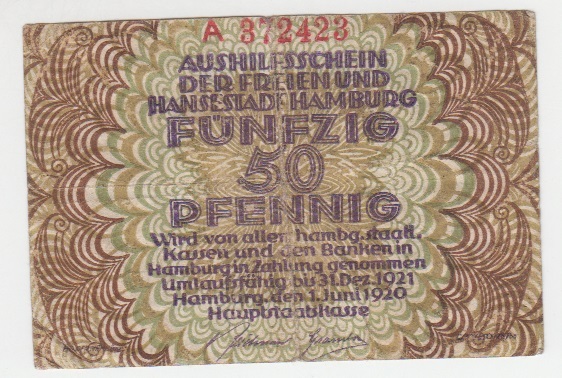 A 372423
AUSHILFSSCHEIN
DER FREIEN UND
HANSESTADT HAMBURG
FÜNFZIG
50
PFENNIG
Wird von allen hambg. staatl.
Kassen und den Banken in
Hamburg in Zahlung genommen
Umlauffähig bis 31. Dez. 1921
Hamburg, den 1. Juni 1920
Hauptstaatskasse